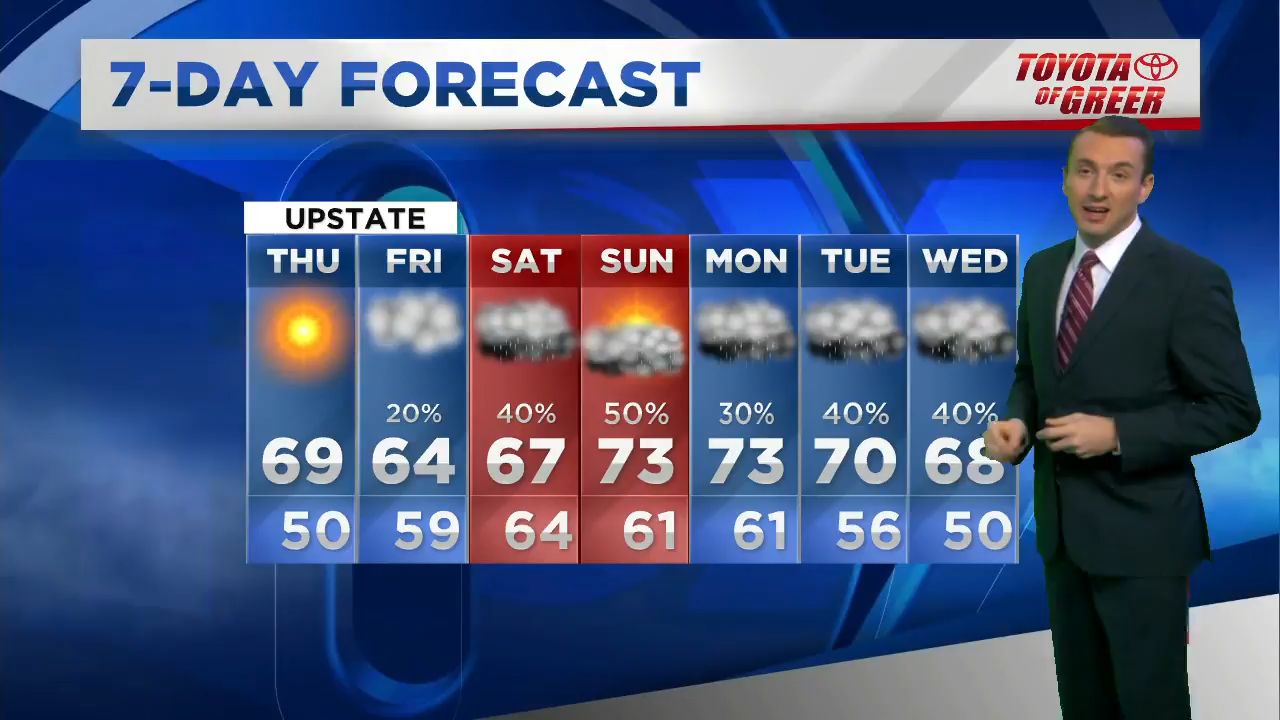 7-DAY FORECAST
TOYOTA
OF GREER
UPSTATE
THU FRI SAT SUN MON TUE WED
20% 40% 50% 30% 40% 40%
69 64 67 73 73 70 68
50 59 64 61 61 56 50